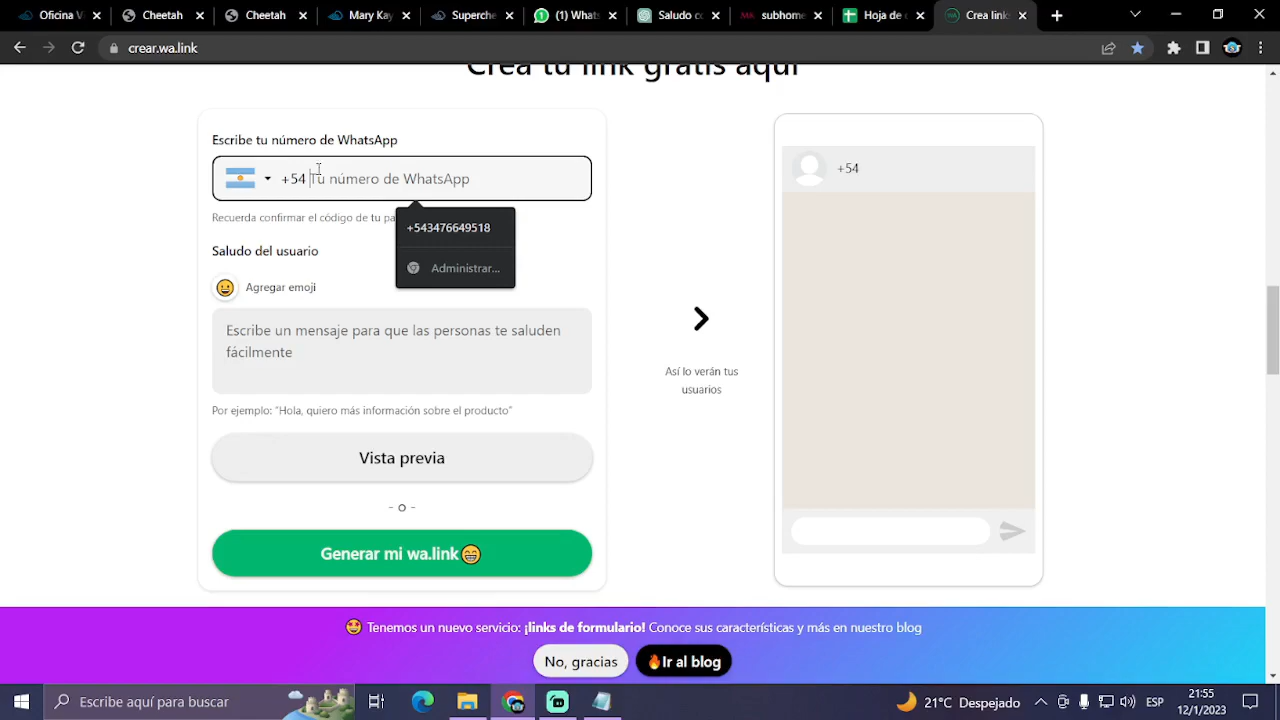 Oficina V
Cheetah
Cheetah
Mary Kay
Superche
(1) Whats
Saludo co
subhome
Hoja de c
Crea links
crear.wa.link
Crea tu link gratis aquí
Escribe tu número de WhatsApp
+54 Tu número de WhatsApp
Recuerda confirmar el código de tu pa
+543476649518
Administrar...
Saludo del usuario
Agregar emoji
Escribe un mensaje para que las personas te saluden
fácilmente
Por ejemplo: “Hola, quiero más información sobre el producto”
Vista previa
- o -
Generar mi wa.link
Así lo verán tus
usuarios
+54
Tenemos un nuevo servicio: ¡links de formulario! Conoce sus características y más en nuestro blog
No, gracias
Ir al blog
Escribe aquí para buscar
21°C Despejado
ESP
21:55
12/1/2023